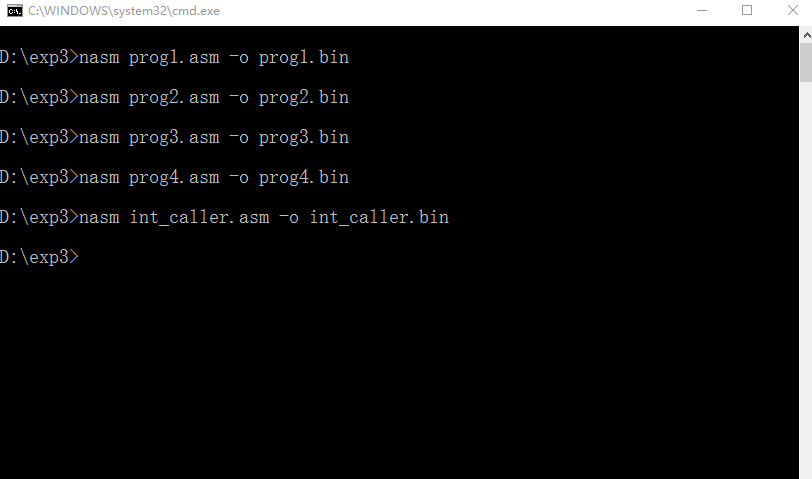 C:\WINDOWS\system32\cmd.exe
D:\exp3>nasm prog1.asm -o prog1.bin
D:\exp3>nasm prog2.asm -o prog2.bin
D:\exp3>nasm prog3.asm -o prog3.bin
D:\exp3>nasm prog4.asm -o prog4.bin
D:\exp3>nasm int_caller.asm -o int_caller.bin
D:\exp3>